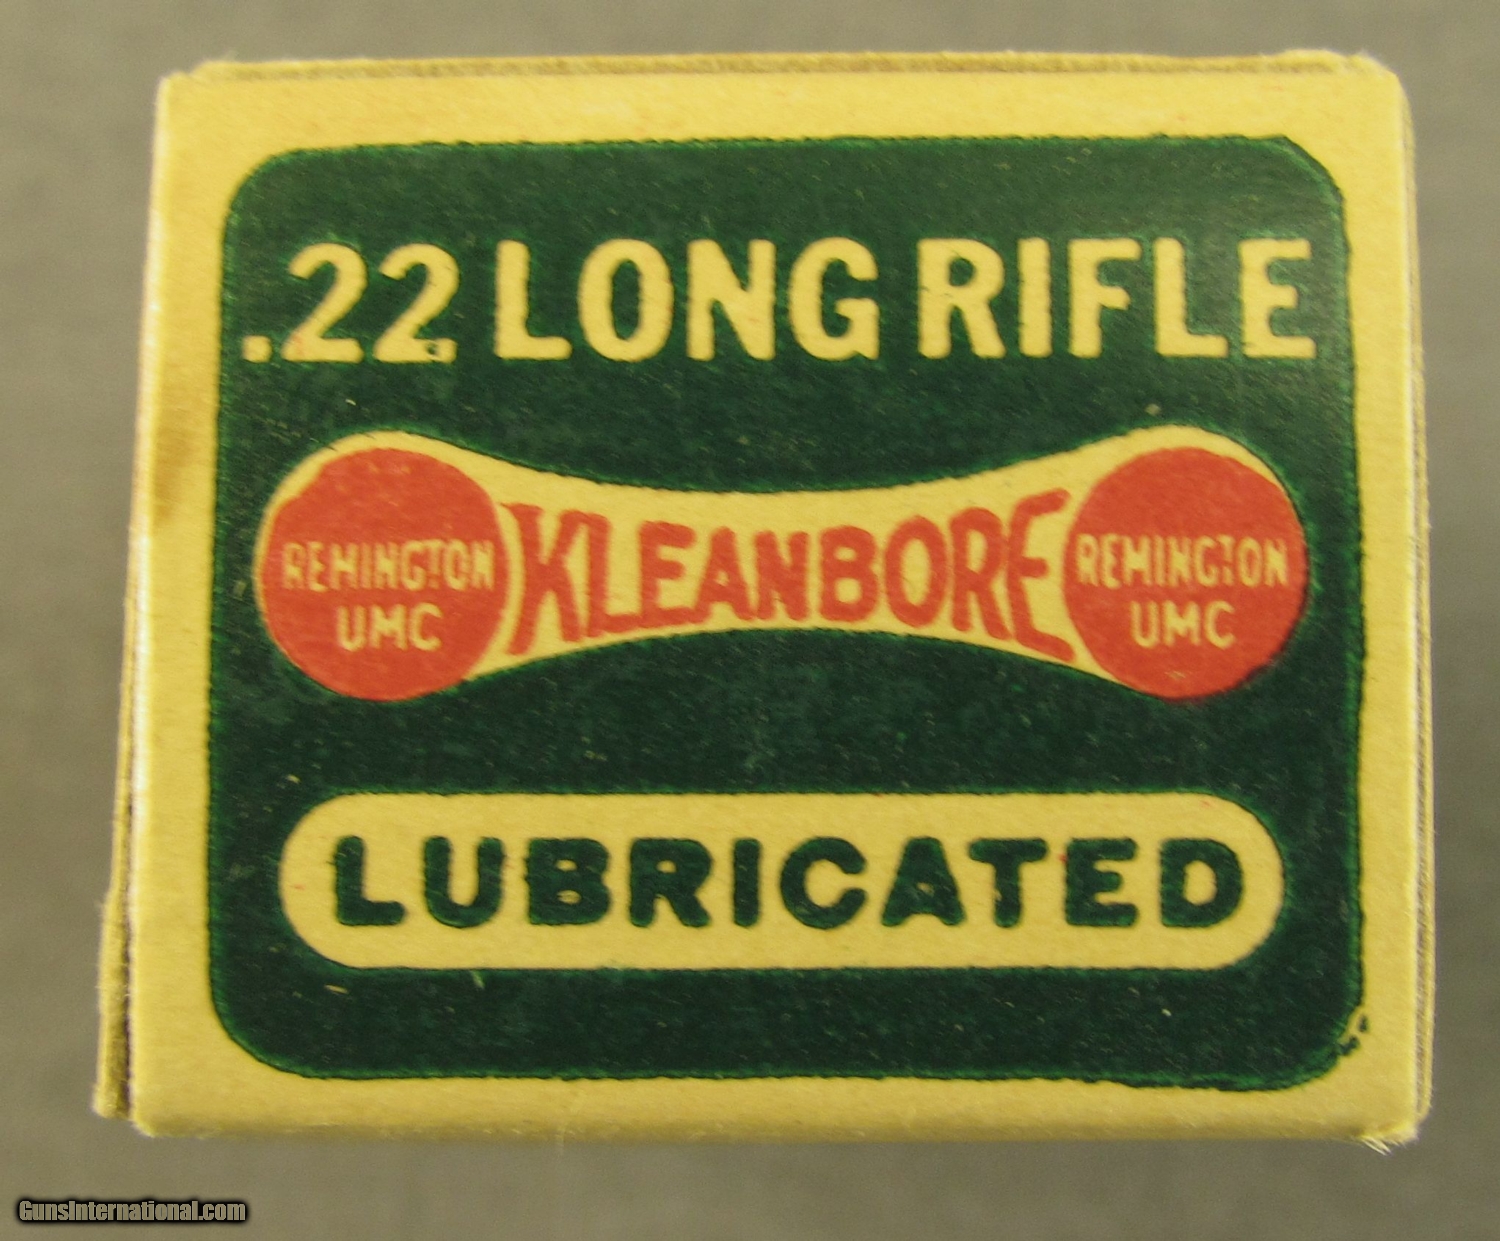 .22 LONG RIFLE
REMINGTON UMC KLEANBORE REMINGTON UMC
LUBRICATED
GunsInternational.com